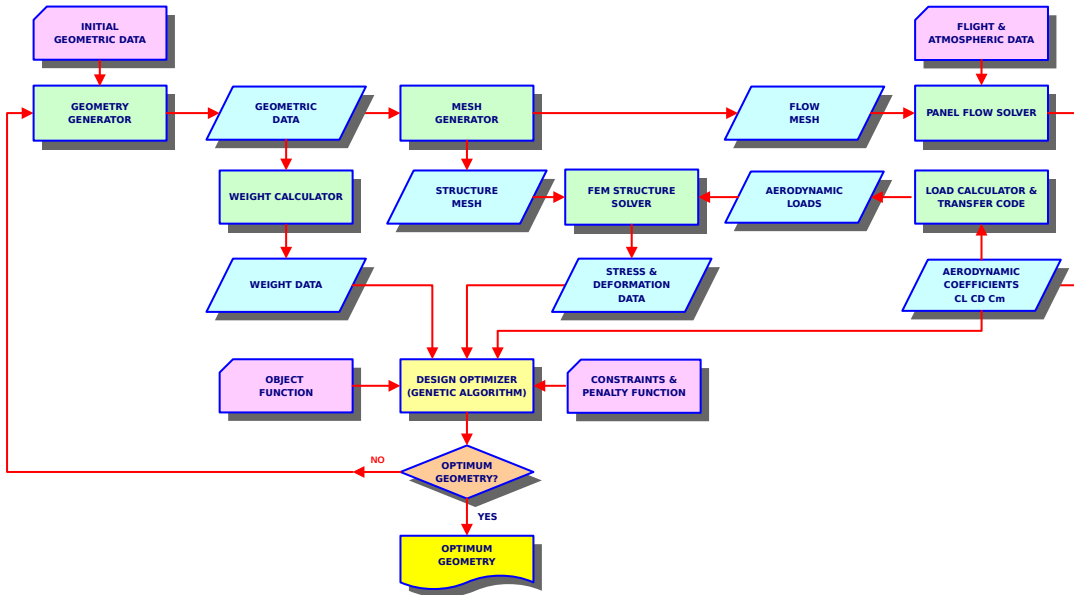 INITIAL
GEOMETRIC DATA
FLIGHT &
ATMOSPHERIC DATA
GEOMETRY
GENERATOR
GEOMETRIC
DATA
MESH
GENERATOR
FLOW
MESH
PANEL FLOW SOLVER
WEIGHT CALCULATOR
STRUCTURE
MESH
FEM STRUCTURE
SOLVER
AERODYNAMIC
LOADS
LOAD CALCULATOR &
TRANSFER CODE
WEIGHT DATA
STRESS &
DEFORMATION
DATA
AERODYNAMIC
COEFFICIENTS
CL CD Cm
OBJECT
FUNCTION
DESIGN OPTIMIZER
(GENETIC ALGORITHM)
CONSTRAINTS &
PENALTY FUNCTION
NO
OPTIMUM
GEOMETRY?
YES
OPTIMUM
GEOMETRY